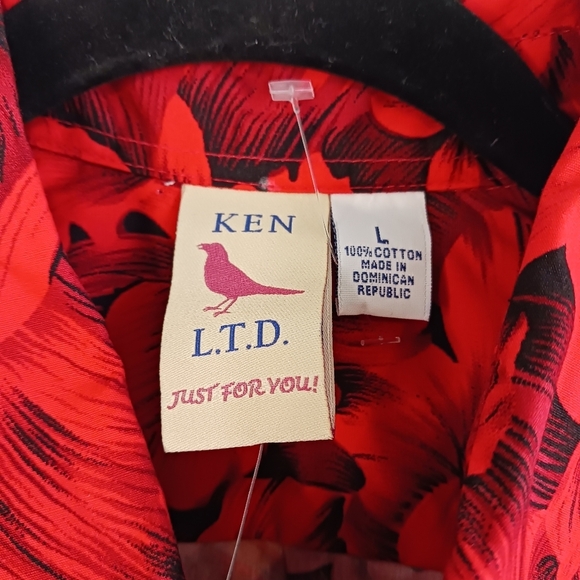 KEN
L.T.D.
JUST FOR YOU!
L
100% COTTON
MADE IN
DOMINICAN
REPUBLIC